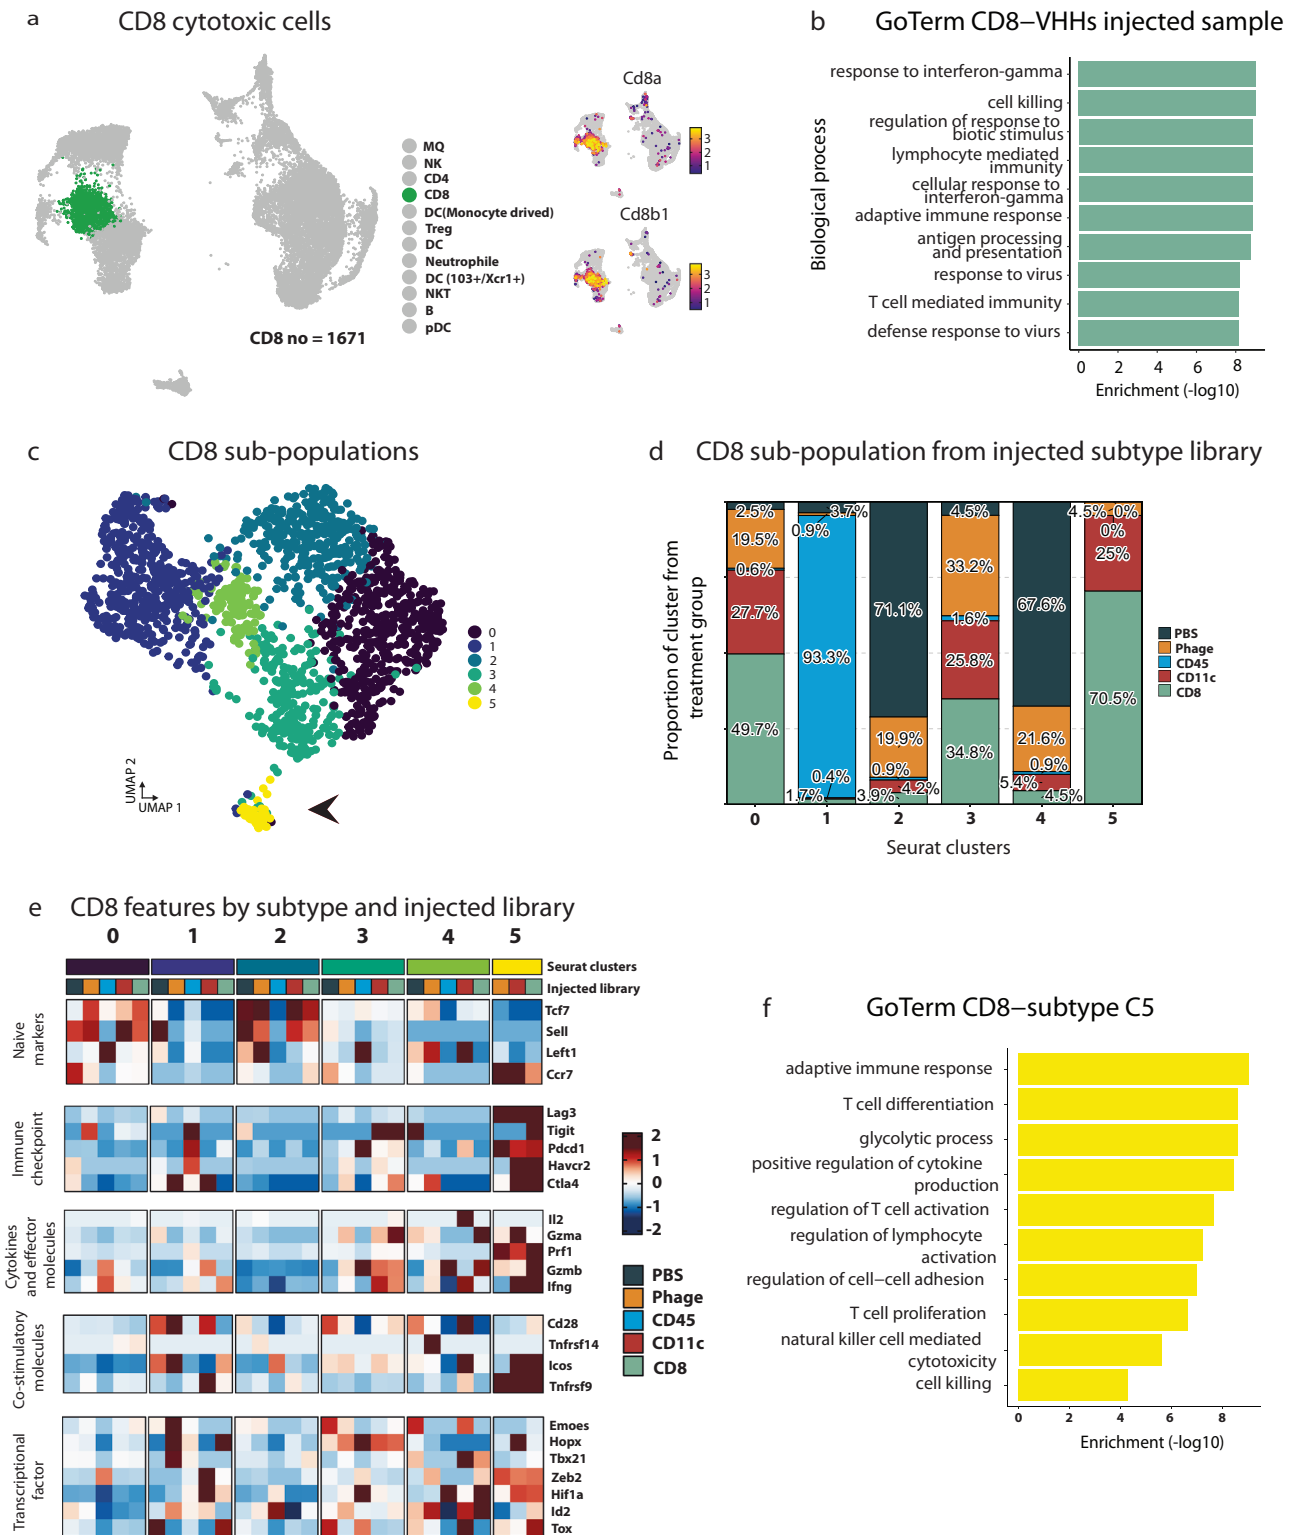 a
CD8 cytotoxic cells
MQ
NK
CD4
CD8
DC(Monocyte drived)
Treg
DC
Neutrophile
DC (103+/Xcr1+)
NKT
B
pDC
CD8 no = 1671
Cd8a
3
2
1
Cd8b1
3
2
1
b
GoTerm CD8−VHHs injected sample
Biological process
response to interferon-gamma
cell killing
regulation of response to
biotic stimulus
lymphocyte mediated
immunity
cellular response to
interferon-gamma
adaptive immune response
antigen processing
and presentation
response to virus
T cell mediated immunity
defense response to viurs
0 2 4 6 8
Enrichment (-log10)
c
CD8 sub-populations
0
1
2
3
4
5
UMAP 2
UMAP 1
d
CD8 sub-population from injected subtype library
Proportion of cluster from
treatment group
2.5%
19.5%
0.6%
27.7%
49.7%
3.7%
0.9%
93.3%
0.4%
1.7%
71.1%
19.9%
0.9%
4.2%
3.9%
4.5%
33.2%
1.6%
25.8%
34.8%
67.6%
21.6%
0.9%
5.4%
4.5%
4.5%
0%
0%
25%
70.5%
0 1 2 3 4 5
Seurat clusters
PBS
Phage
CD45
CD11c
CD8
e
CD8 features by subtype and injected library
0 1 2 3 4 5
Seurat clusters
Injected library
Naive
markers
Tcf7
Sell
Left1
Ccr7
Immune
checkpoint
Lag3
Tigit
Pdcd1
Havcr2
Ctla4
Cytokines
and effector
molecules
Il2
Gzma
Prf1
Gzmb
Ifng
Co-stimulatory
molecules
Cd28
Tnfrsf14
Icos
Tnfrsf9
Transcriptional
factor
Emoes
Hopx
Tbx21
Zeb2
Hif1a
Id2
Tox
2
1
0
-1
-2
PBS
Phage
CD45
CD11c
CD8
f
GoTerm CD8−subtype C5
adaptive immune response
T cell differentiation
glycolytic process
positive regulation of cytokine
production
regulation of T cell activation
regulation of lymphocyte
activation
regulation of cell−cell adhesion
T cell proliferation
natural killer cell mediated
cytotoxicity
cell killing
0 2 4 6 8
Enrichment (-log10)